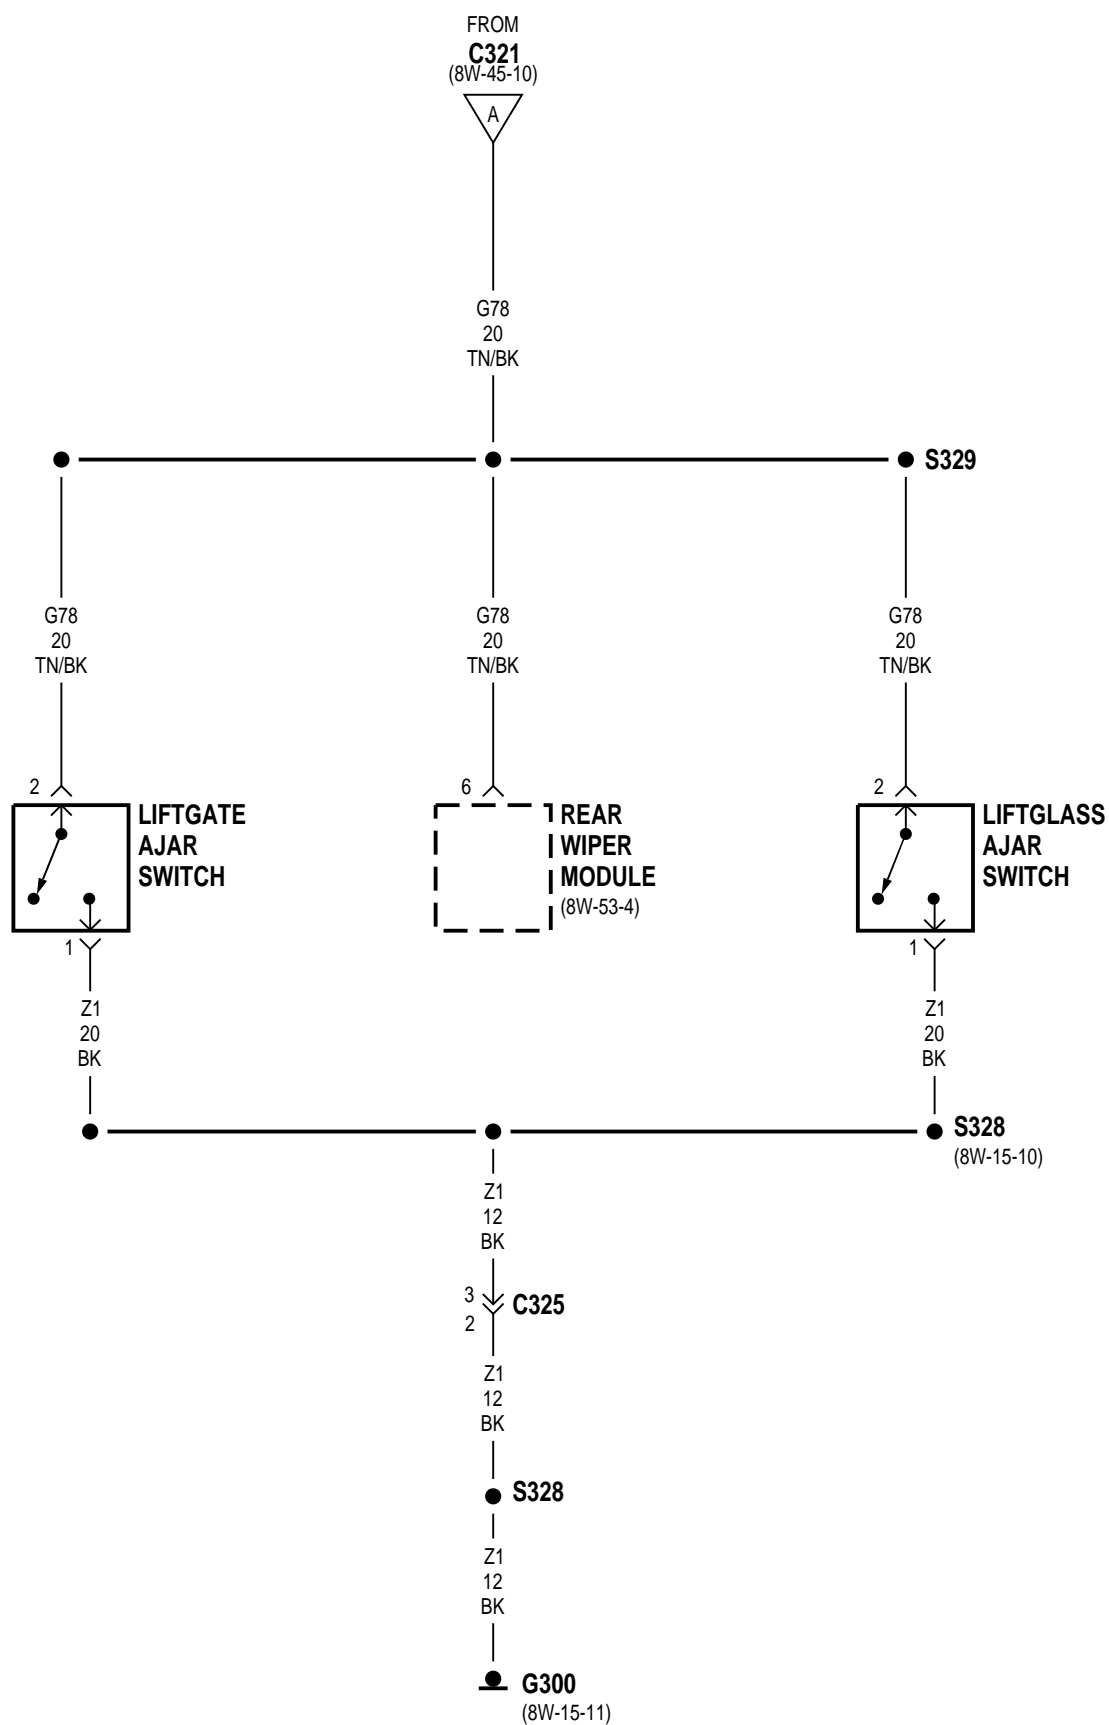 FROM
C321
(8W-45-10)
A
G78
20
TN/BK
S329
G78
20
TN/BK
G78
20
TN/BK
G78
20
TN/BK
2
LIFTGATE
AJAR
SWITCH
1
6
REAR
WIPER
MODULE
(8W-53-4)
2
LIFTGLASS
AJAR
SWITCH
1
Z1
20
BK
Z1
20
BK
S328
(8W-15-10)
Z1
12
BK
3
C325
2
Z1
12
BK
S328
Z1
12
BK
G300
(8W-15-11)